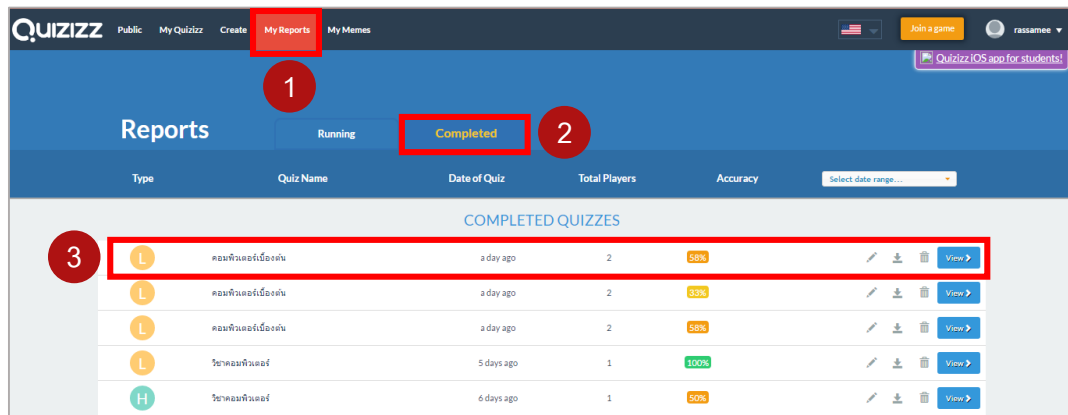 QUIZIZZ Public My Quizizz Create My Reports My Memes Join a game rassamee
Quizizz iOS app for students!
1
Reports Running Completed 2
Type Quiz Name Date of Quiz Total Players Accuracy Select date range...
COMPLETED QUIZZES
3 L คอมพิวเตอร์เบื้องต้น a day ago 2 58% View
L คอมพิวเตอร์เบื้องต้น a day ago 2 33% View
L คอมพิวเตอร์เบื้องต้น a day ago 2 58% View
L วิชาคอมพิวเตอร์ 5 days ago 1 100% View
H วิชาคอมพิวเตอร์ 6 days ago 1 50% View